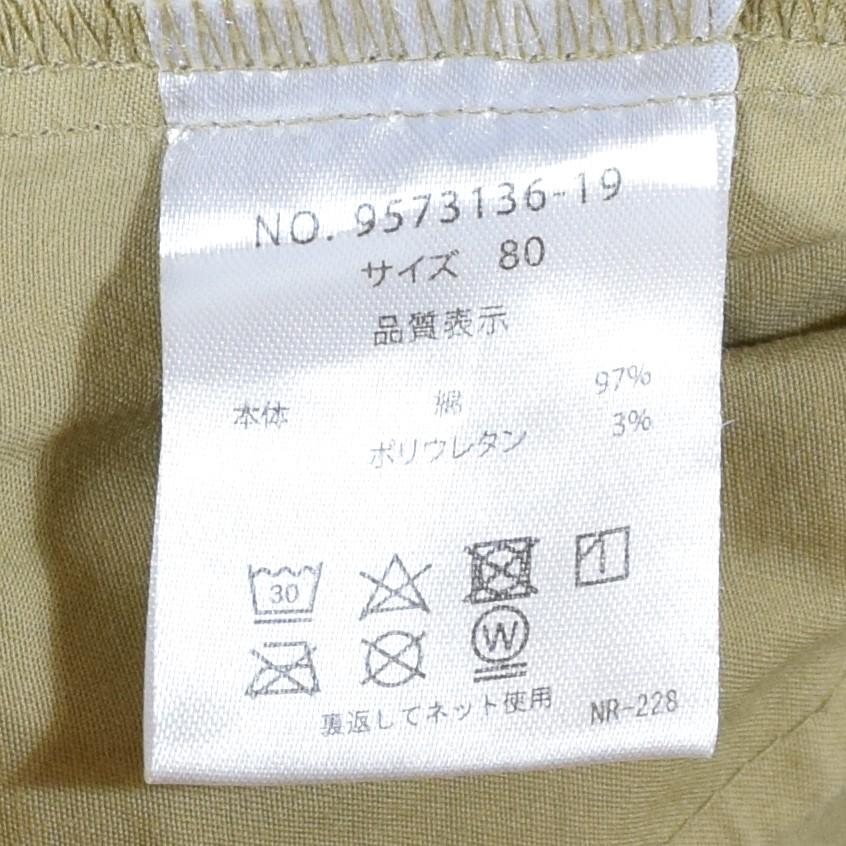 NO. 9573136-19
サイズ 80
品質表示
本体 綿 97%
ポリウレタン 3%
30
W
裏返してネット使用 NR-228